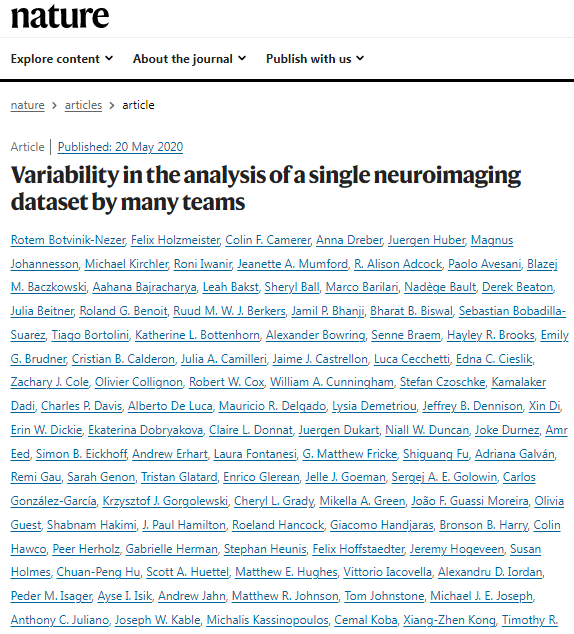 nature
Explore content About the journal Publish with us
nature > articles > article
Article | Published: 20 May 2020
Variability in the analysis of a single neuroimaging
dataset by many teams
Rotem Botvinik-Nezer, Felix Holzmeister, Colin F. Camerer, Anna Dreber, Juergen Huber, Magnus
Johannesson, Michael Kirchler, Roni Iwanir, Jeanette A. Mumford, R. Alison Adcock, Paolo Avesani, Blazej
M. Baczkowski, Aahana Bajracharya, Leah Bakst, Sheryl Ball, Marco Barilari, Nadège Bault, Derek Beaton,
Julia Beitner, Roland G. Benoit, Ruud M. W. J. Berkers, Jamil P. Bhanji, Bharat B. Biswal, Sebastian Bobadilla-
Suarez, Tiago Bortolini, Katherine L. Bottenhorn, Alexander Bowring, Senne Braem, Hayley R. Brooks, Emily
G. Brudner, Cristian B. Calderon, Julia A. Camilleri, Jaime J. Castrellon, Luca Cecchetti, Edna C. Cieslik,
Zachary J. Cole, Olivier Collignon, Robert W. Cox, William A. Cunningham, Stefan Czoschke, Kamalaker
Dadi, Charles P. Davis, Alberto De Luca, Mauricio R. Delgado, Lysia Demetriou, Jeffrey B. Dennison, Xin Di,
Erin W. Dickie, Ekaterina Dobryakova, Claire L. Donnat, Juergen Dukart, Niall W. Duncan, Joke Durnez, Amr
Eed, Simon B. Eickhoff, Andrew Erhart, Laura Fontanesi, G. Matthew Fricke, Shiguang Fu, Adriana Galván,
Remi Gau, Sarah Genon, Tristan Glatard, Enrico Glerean, Jelle J. Goeman, Sergej A. E. Golowin, Carlos
González-García, Krzysztof J. Gorgolewski, Cheryl L. Grady, Mikella A. Green, João F. Guassi Moreira, Olivia
Guest, Shabnam Hakimi, J. Paul Hamilton, Roeland Hancock, Giacomo Handjaras, Bronson B. Harry, Colin
Hawco, Peer Herholz, Gabrielle Herman, Stephan Heunis, Felix Hoffstaedter, Jeremy Hogeveen, Susan
Holmes, Chuan-Peng Hu, Scott A. Huettel, Matthew E. Hughes, Vittorio Iacovella, Alexandru D. Iordan,
Peder M. Isager, Ayse I. Isik, Andrew Jahn, Matthew R. Johnson, Tom Johnstone, Michael J. E. Joseph,
Anthony C. Juliano, Joseph W. Kable, Michalis Kassinopoulos, Cemal Koba, Xiang-Zhen Kong, Timothy R.